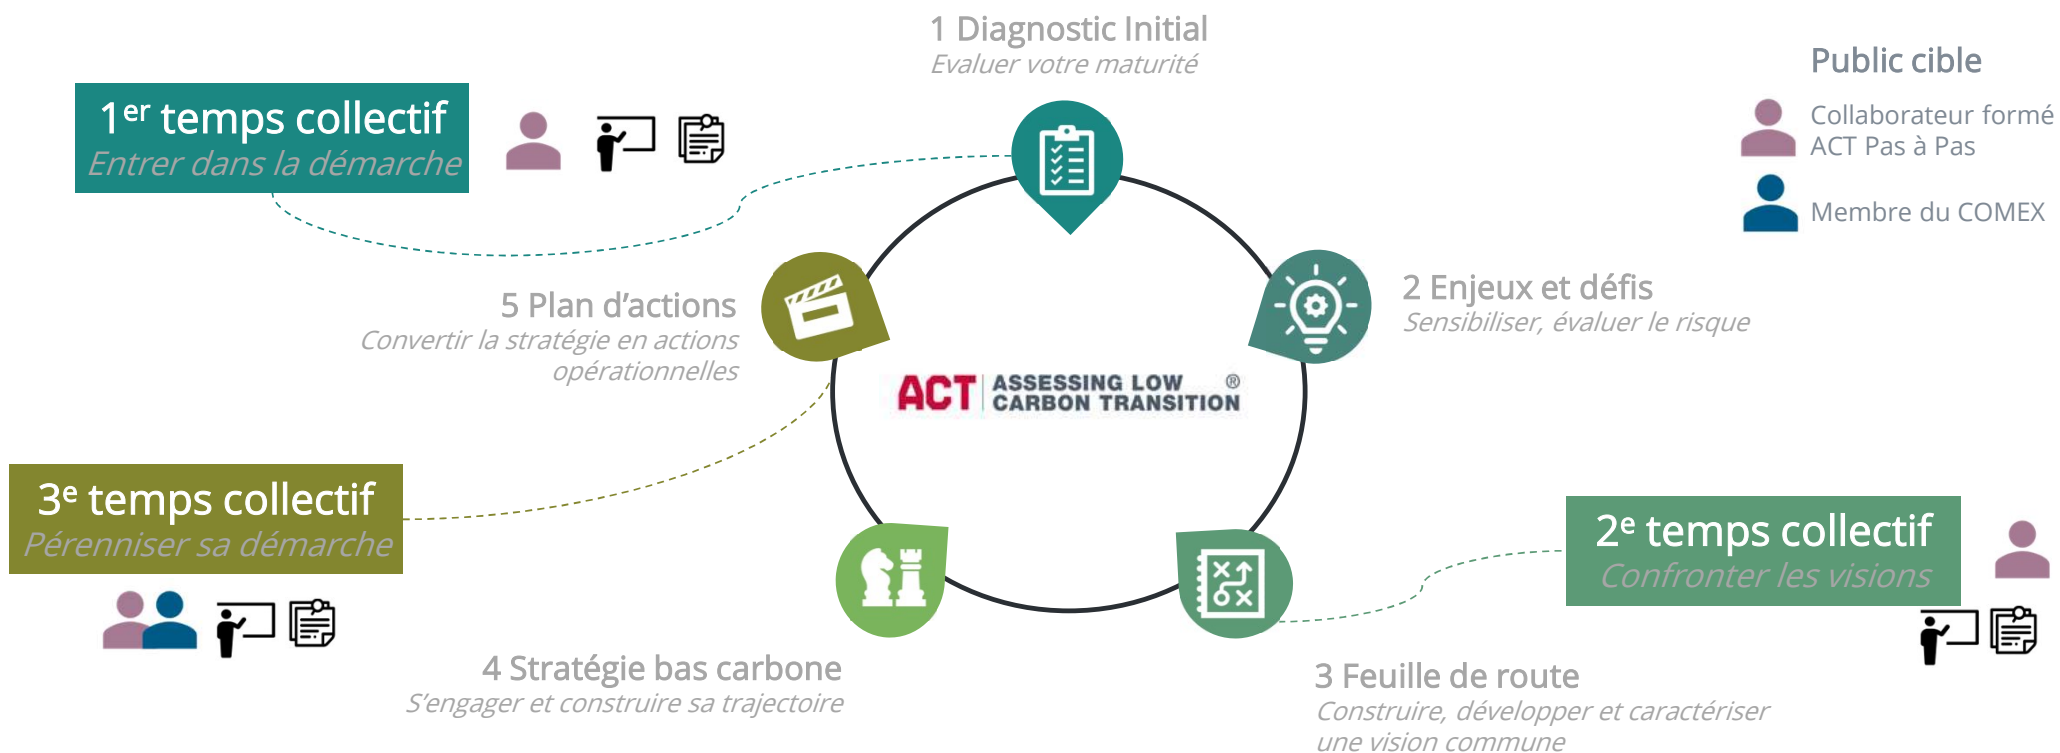 1 Diagnostic Initial
Evaluer votre maturité
Public cible
Collaborateur formé
ACT Pas à Pas
Membre du COMEX
1er temps collectif
Entrer dans la démarche
5 Plan d’actions
Convertir la stratégie en actions
opérationnelles
2 Enjeux et défis
Sensibiliser, évaluer le risque
ACT ASSESSING LOW ®
CARBON TRANSITION
3e temps collectif
Pérenniser sa démarche
2e temps collectif
Confronter les visions
4 Stratégie bas carbone
S’engager et construire sa trajectoire
3 Feuille de route
Construire, développer et caractériser
une vision commune